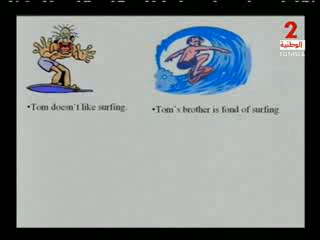 2
الوطنية
•Tom doesn't like surfing.
•Tom's brother is fond of surfing